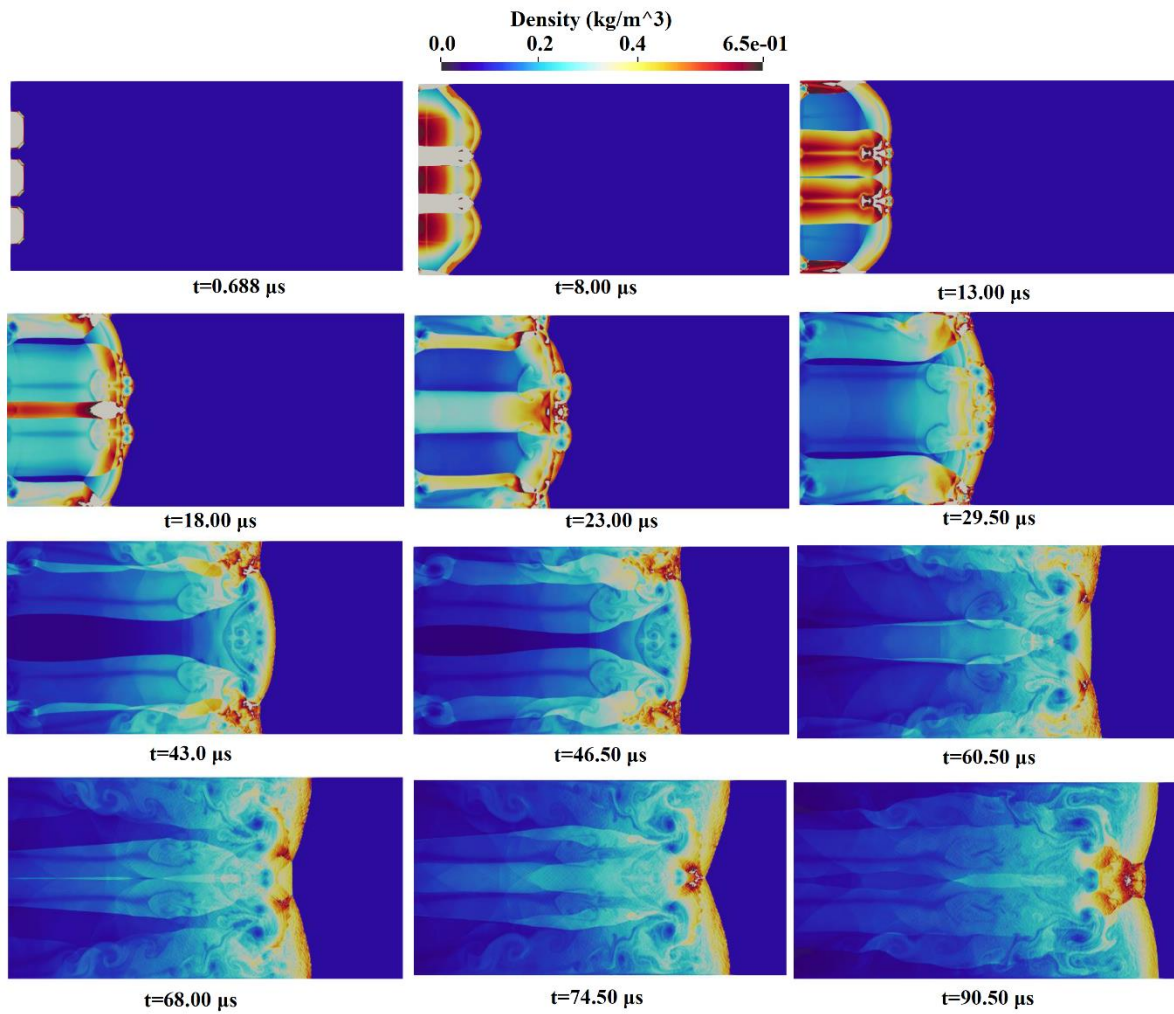 Density (kg/m^3)
0.0 0.2 0.4 6.5e-01
t=0.688 μs
t=8.00 μs
t=13.00 μs
t=18.00 μs
t=23.00 μs
t=29.50 μs
t=43.0 μs
t=46.50 μs
t=60.50 μs
t=68.00 μs
t=74.50 μs
t=90.50 μs